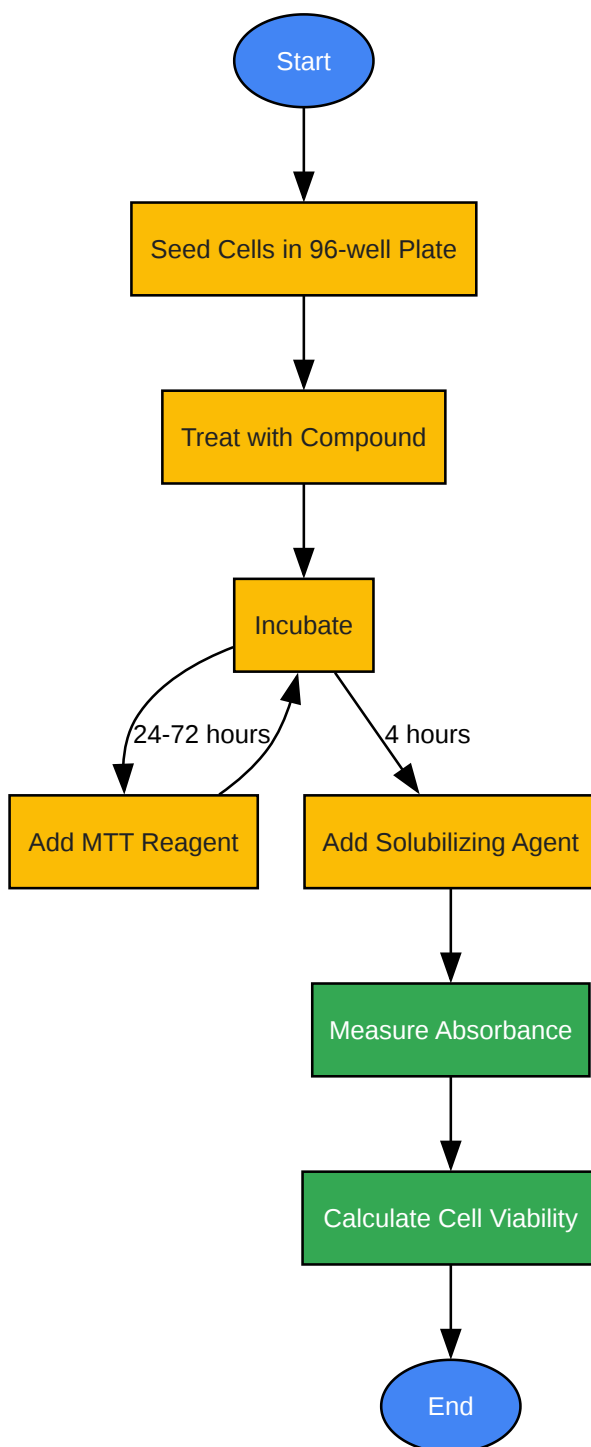 Start
Seed Cells in 96-well Plate
Treat with Compound
Incubate
24-72 hours
4 hours
Add MTT Reagent
Add Solubilizing Agent
Measure Absorbance
Calculate Cell Viability
End